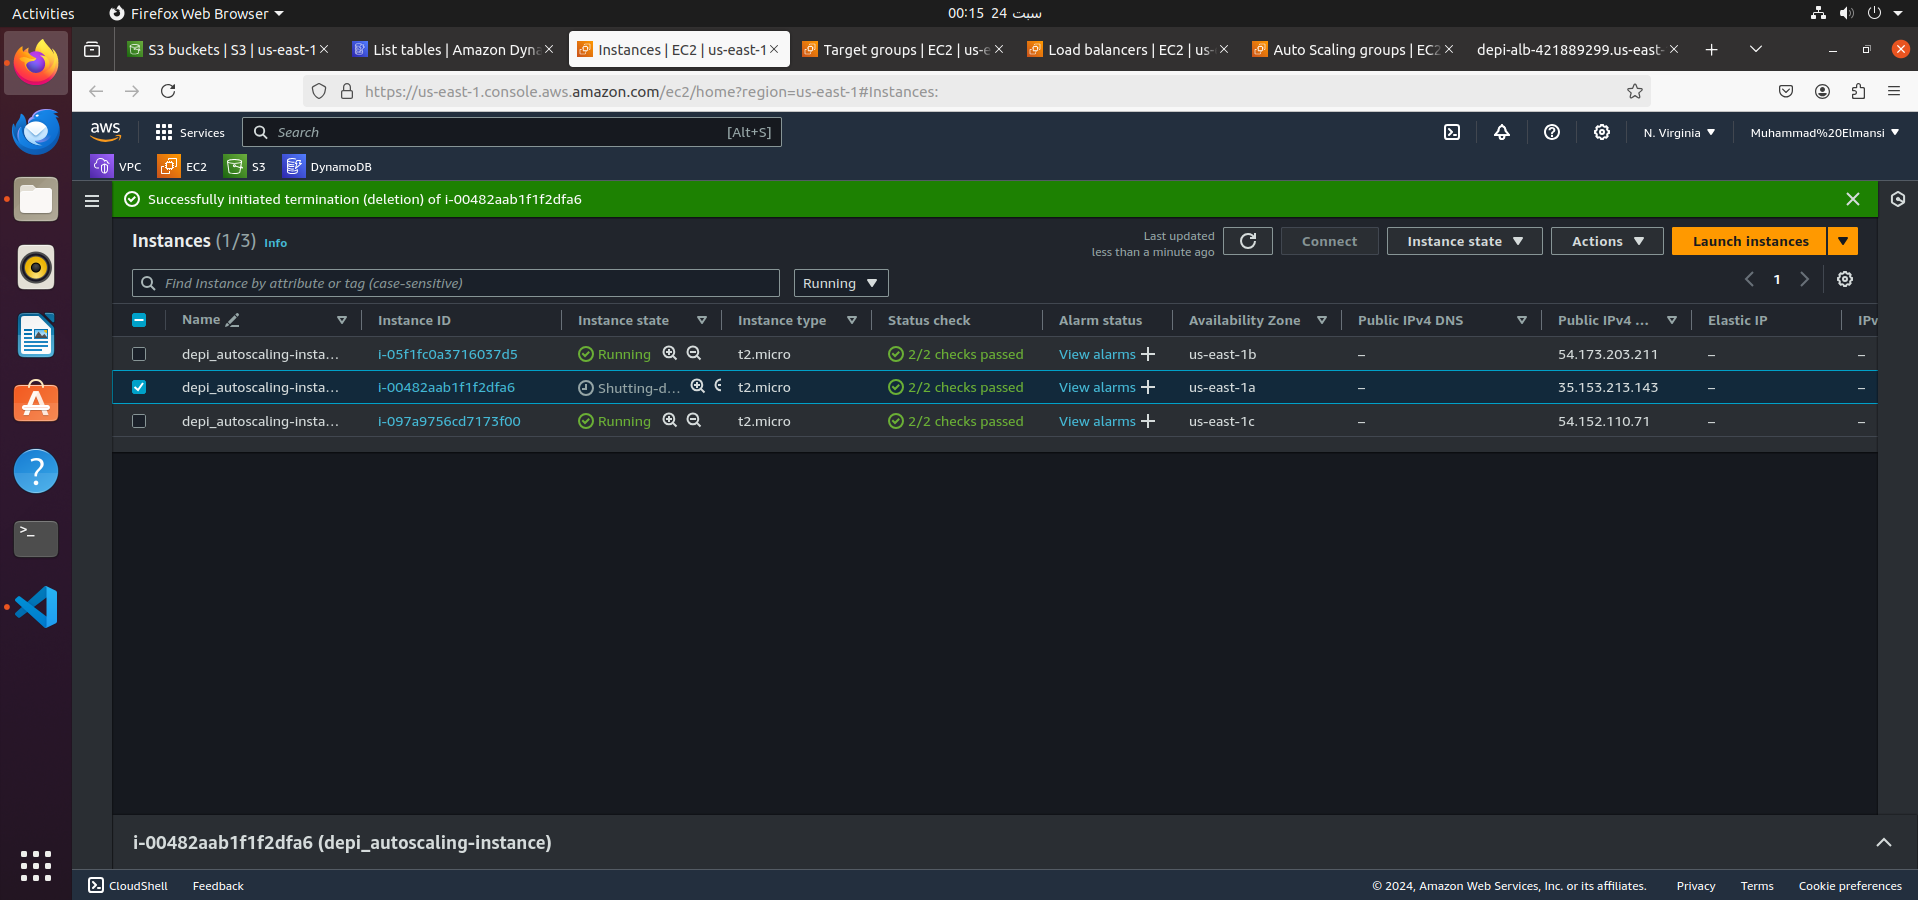 Activities
Firefox Web Browser
00:15 24 سبت
S3 buckets | S3 | us-east-1
List tables | Amazon Dyna
Instances | EC2 | us-east-1
Target groups | EC2 | us-e
Load balancers | EC2 | us-
Auto Scaling groups | EC2
depi-alb-421889299.us-east-
https://us-east-1.console.aws.amazon.com/ec2/home?region=us-east-1#Instances:
aws
Services
Search
[Alt+S]
N. Virginia
Muhammad%20Elmansi
VPC
EC2
S3
DynamoDB
Successfully initiated termination (deletion) of i-00482aab1f1f2dfa6
Instances (1/3) Info
Last updated
less than a minute ago
Connect
Instance state
Actions
Launch instances
Find Instance by attribute or tag (case-sensitive)
Running
1
Name Instance ID Instance state Instance type Status check Alarm status Availability Zone Public IPv4 DNS Public IPv4 ... Elastic IP IPv
depi_autoscaling-insta... i-05f1fc0a3716037d5 Running t2.micro 2/2 checks passed View alarms us-east-1b – 54.173.203.211 – –
depi_autoscaling-insta... i-00482aab1f1f2dfa6 Shutting-d... t2.micro 2/2 checks passed View alarms us-east-1a – 35.153.213.143 – –
depi_autoscaling-insta... i-097a9756cd7173f00 Running t2.micro 2/2 checks passed View alarms us-east-1c – 54.152.110.71 – –
i-00482aab1f1f2dfa6 (depi_autoscaling-instance)
CloudShell
Feedback
© 2024, Amazon Web Services, Inc. or its affiliates.
Privacy
Terms
Cookie preferences